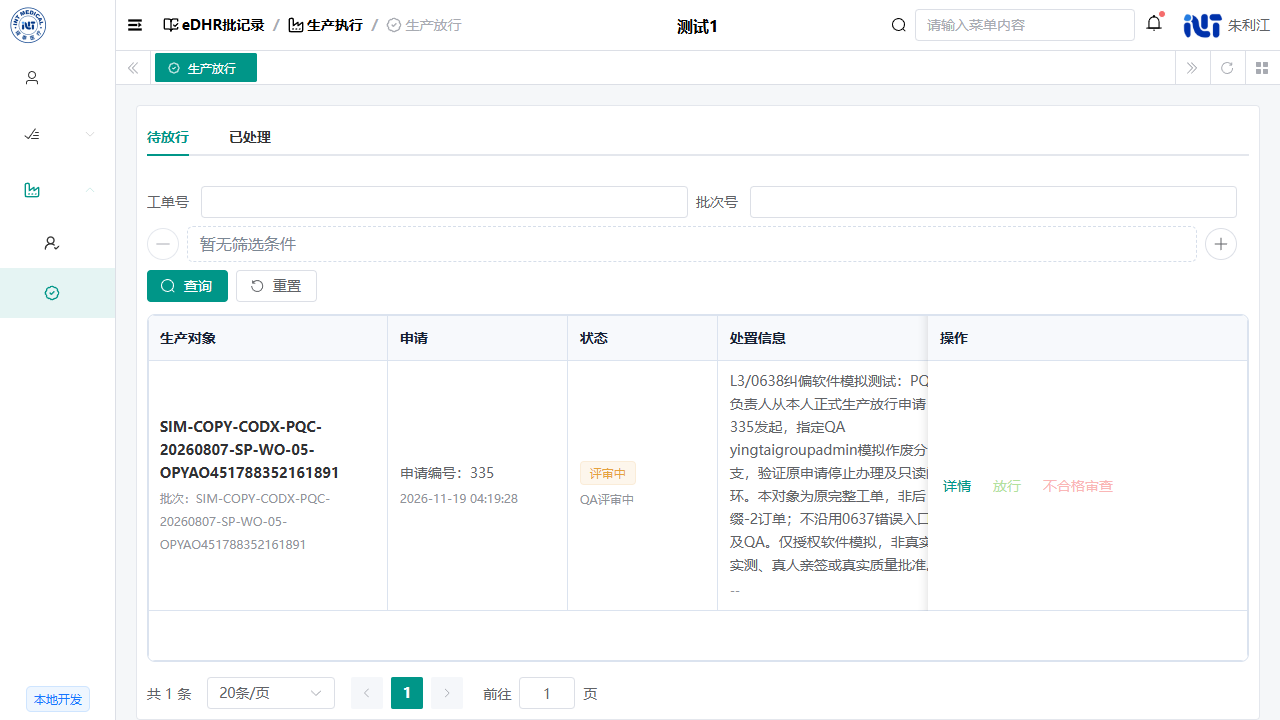 eDHR批记录 / 生产执行 / 生产放行
测试1
请输入菜单内容
朱利江
生产放行
待放行
已处理
工单号
批次号
暂无筛选条件
查询
重置
生产对象
申请
状态
处置信息
操作
SIM-COPY-CODX-PQC-
20260807-SP-WO-05-
OPYAO451788352161891
批次：SIM-COPY-CODX-PQC-
20260807-SP-WO-05-
OPYAO451788352161891
申请编号：335
2026-11-19 04:19:28
评审中
QA评审中
L3/0638纠偏软件模拟测试：PQ
负责人从本人正式生产放行申请
335发起，指定QA
yingtaigroupadmin模拟作废分
支，验证原申请停止办理及只读
环。本对象为原完整工单，非后
缀-2订单；不沿用0637错误入口
及QA。仅授权软件模拟，非真实
实测、真人亲签或真实质量批准。
--
详情
放行
不合格审查
共 1 条
20条/页
1
前往
1
页
本地开发